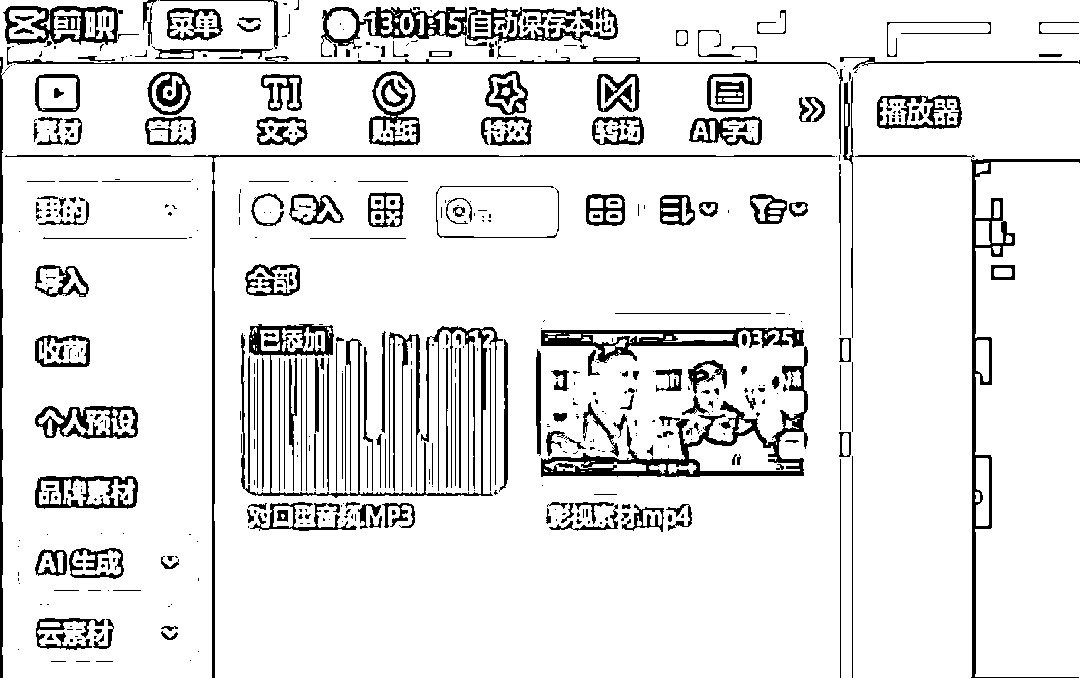 剪映 菜单 13:01:15 自动保存本地
素材 音频 文本 贴纸 特效 转场 AI 字 播放器
我的 导入
导入 全部
收藏 已添加 00:12 03:25
个人预设
品牌素材
对口型音频.MP3 影视素材.mp4
AI 生成
云素材